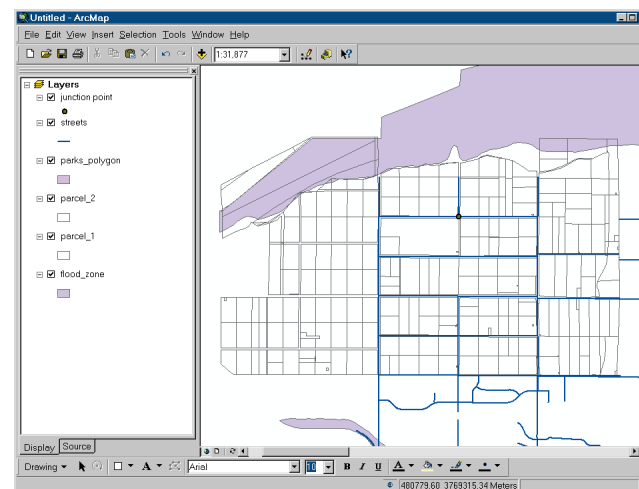 Untitled - ArcMap
File Edit View Insert Selection Tools Window Help
1:31,877
Layers
junction point
streets
parks_polygon
parcel_2
parcel_1
flood_zone
Display Source
Drawing A Arial 10 B I U A
480779.60 3769315.34 Meters